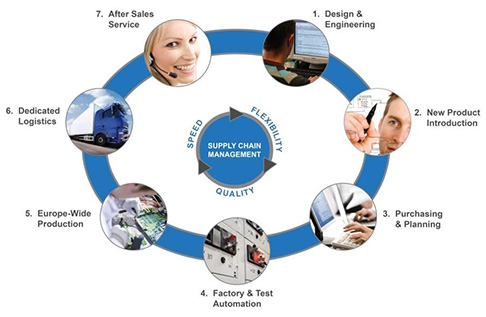 7. After Sales
Service
1. Design &
Engineering
6. Dedicated
Logistics
2. New Product
Introduction
SPEED
FLEXIBILITY
SUPPLY CHAIN
MANAGEMENT
QUALITY
5. Europe-Wide
Production
3. Purchasing
& Planning
4. Factory & Test
Automation